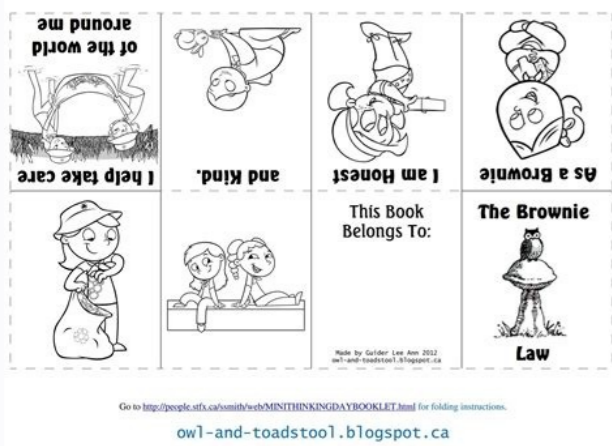 I help take care
of the world
around me
and Kind.
I am Honest
As a Brownie
This Book
Belongs To:
Made by Guider Lee Ann 2012
owl-and-toadstool.blogspot.ca
The Brownie
Law
Go to http://people.stfx.ca/ssmith/web/MINITHINKINGDAYBOOKLET.html for folding instructions.
owl-and-toadstool.blogspot.ca